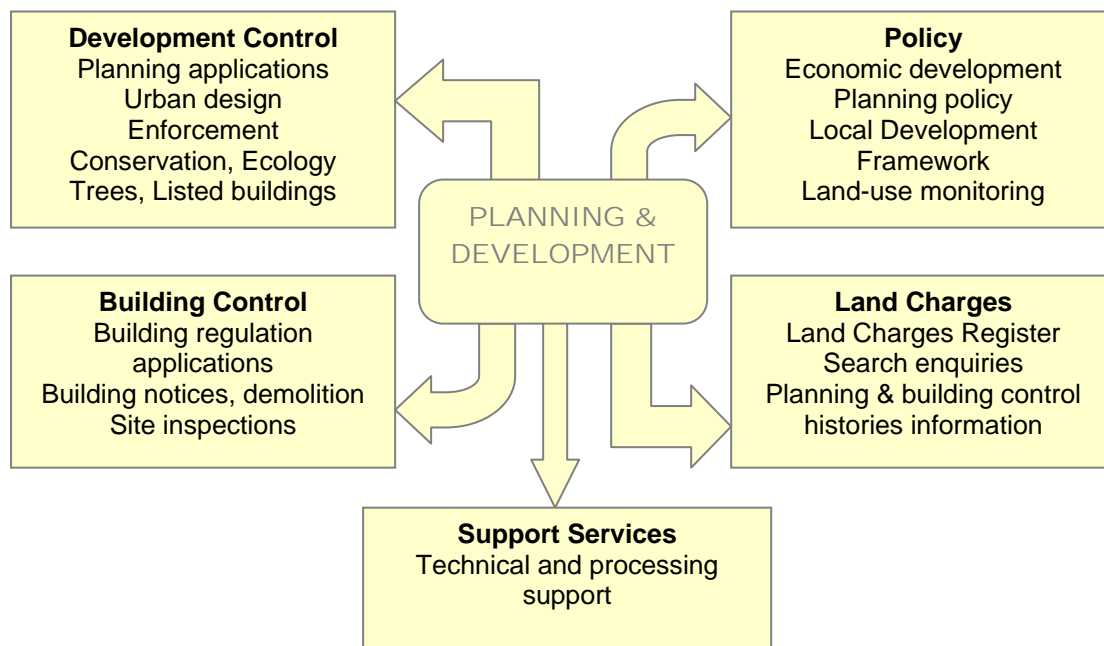 Development Control
Planning applications
Urban design
Enforcement
Conservation, Ecology
Trees, Listed buildings
Policy
Economic development
Planning policy
Local Development
Framework
Land-use monitoring
PLANNING &
DEVELOPMENT
Building Control
Building regulation
applications
Building notices, demolition
Site inspections
Land Charges
Land Charges Register
Search enquiries
Planning & building control
histories information
Support Services
Technical and processing
support